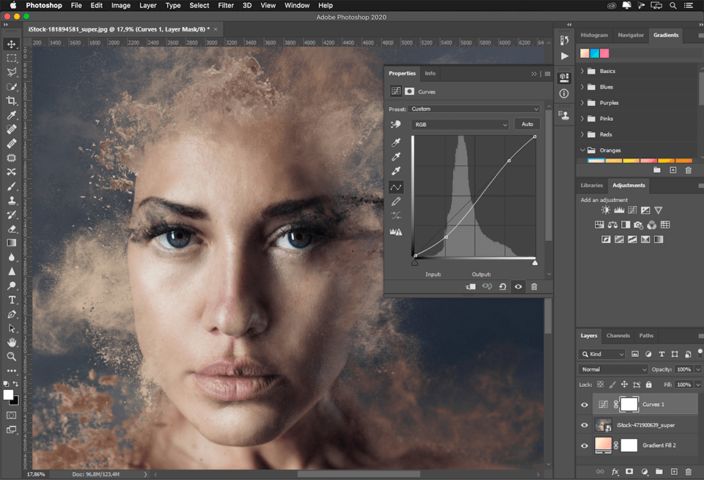 Photoshop File Edit Image Layer Type Select Filter 3D View Window Help
Adobe Photoshop 2020
iStock-181894581_super.jpg @ 17,9% (Curves 1, Layer Mask/8) *
Properties Info
Curves
Preset: Custom
RGB Auto
Input: Output:
Histogram Navigator Gradients
Basics
Blues
Purples
Pinks
Reds
Oranges
Libraries Adjustments
Add an adjustment
Layers Channels Paths
Kind
Normal Opacity: 100%
Lock: Fill: 100%
Curves 1
iStock-471900639_super
Gradient Fill 2
17,86% Doc: 96,8M/123,4M